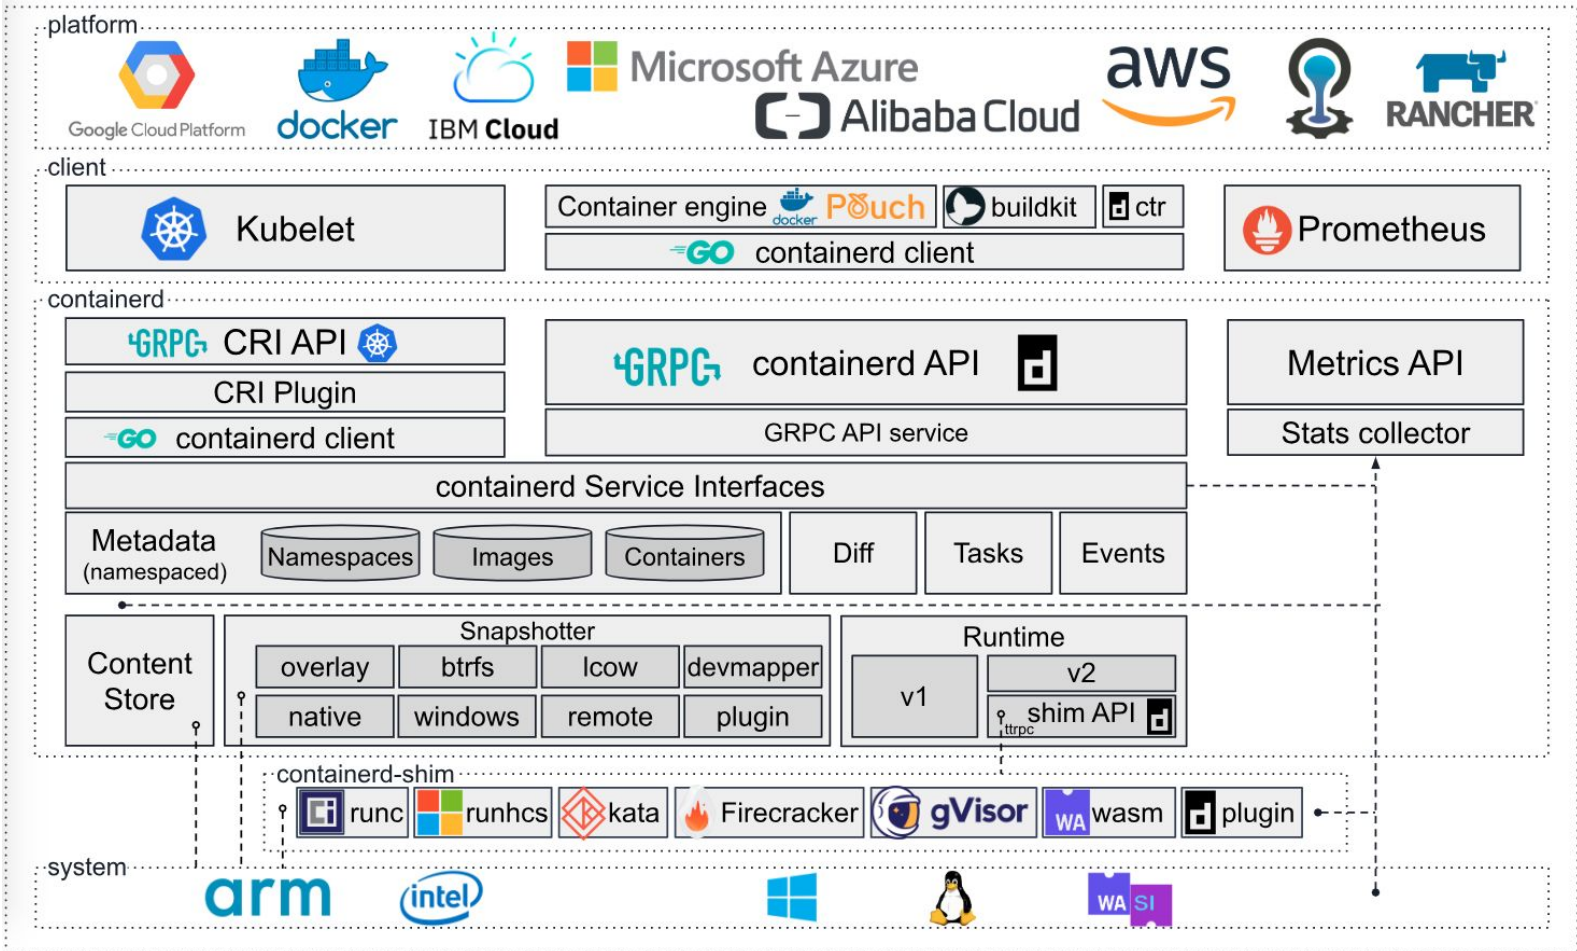 platform
Google Cloud Platform
docker
IBM Cloud
Microsoft Azure
Alibaba Cloud
aws
RANCHER
client
Kubelet
Container engine docker Pouch
buildkit
ctr
GO containerd client
Prometheus
containerd
GRPC CRI API
CRI Plugin
GO containerd client
GRPC containerd API d
GRPC API service
Metrics API
Stats collector
containerd Service Interfaces
Metadata
(namespaced)
Namespaces
Images
Containers
Diff
Tasks
Events
Content
Store
Snapshotter
overlay
btrfs
lcow
devmapper
native
windows
remote
plugin
Runtime
v1
v2
ttrpc shim API d
containerd-shim
runc
runhcs
kata
Firecracker
gVisor
WA wasm
d plugin
system
arm
intel
WA SI